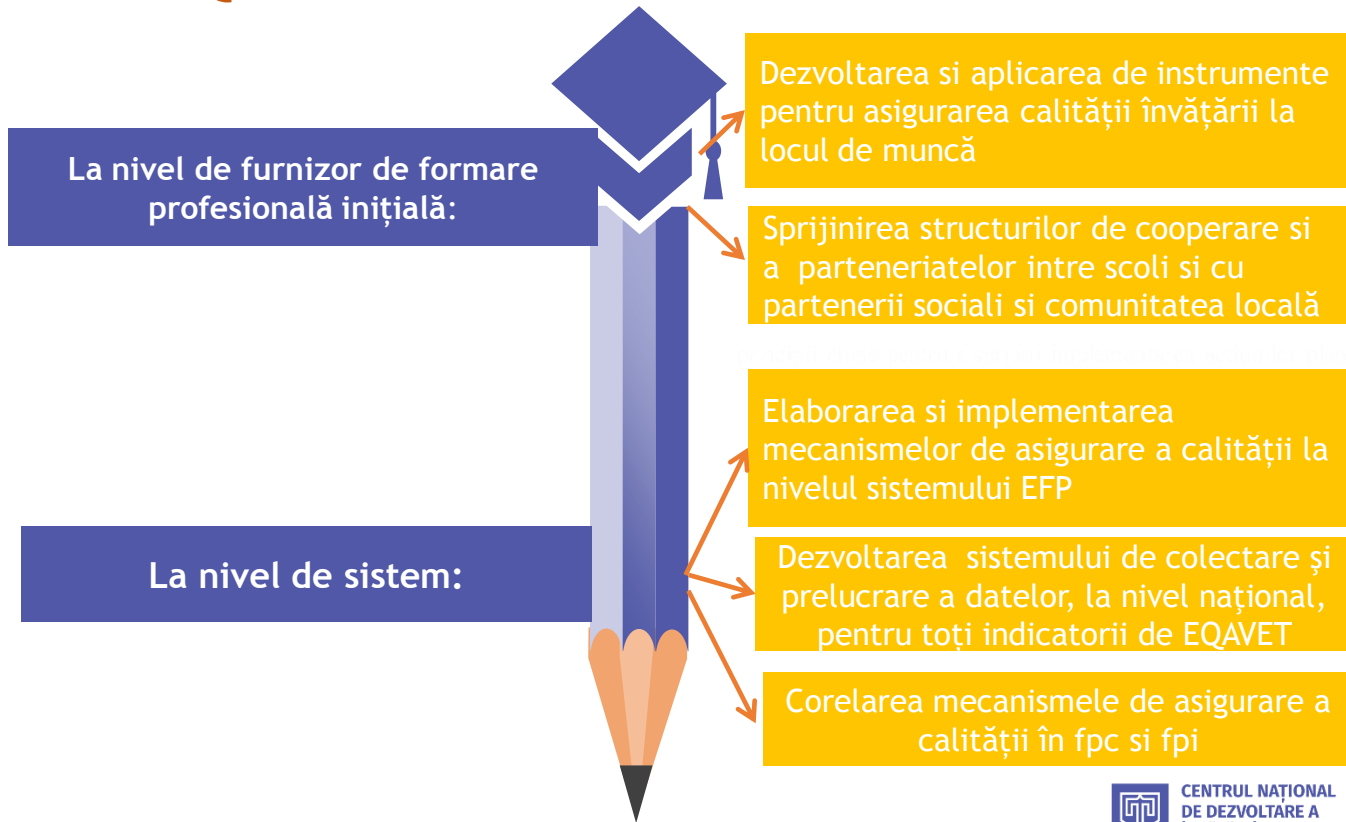 La nivel de furnizor de formare
profesională inițială:
Dezvoltarea si aplicarea de instrumente
pentru asigurarea calității învățării la
locul de muncă
Sprijinirea structurilor de cooperare si
a parteneriatelor intre scoli si cu
partenerii sociali si comunitatea locală
La nivel de sistem:
Elaborarea si implementarea
mecanismelor de asigurare a calității la
nivelul sistemului EFP
Dezvoltarea sistemului de colectare şi
prelucrare a datelor, la nivel naţional,
pentru toți indicatorii de EQAVET
Corelarea mecanismele de asigurare a
calității în fpc si fpi
CENTRUL NAȚIONAL
DE DEZVOLTARE A